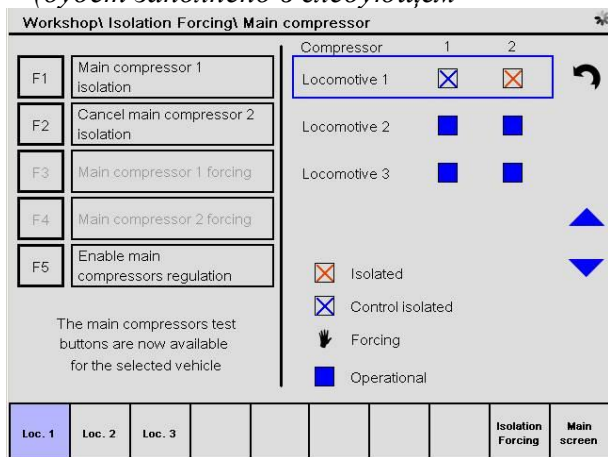 (будет заполнено в следующем
Workshop\ Isolation Forcing\ Main compressor
F1 Main compressor 1
isolation
F2 Cancel main compressor 2
isolation
F3 Main compressor 1 forcing
F4 Main compressor 2 forcing
F5 Enable main
compressors regulation
The main compressors test
buttons are now available
for the selected vehicle
Compressor 1 2
Locomotive 1
Locomotive 2
Locomotive 3
Isolated
Control isolated
Forcing
Operational
Loc. 1 Loc. 2 Loc. 3 Isolation
Forcing Main
screen